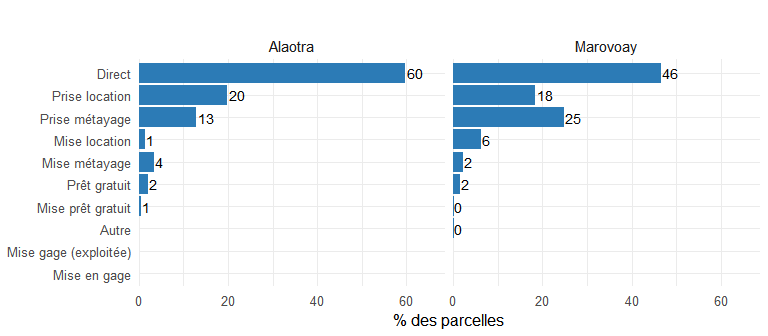 Alaotra Marovoay
Direct 60 46
Prise location 20 18
Prise métayage 13 25
Mise location 1 6
Mise métayage 4 2
Prêt gratuit 2 2
Mise prêt gratuit 1 0
Autre 0
Mise gage (exploitée)
Mise en gage
0 20 40 60 0 20 40 60
% des parcelles